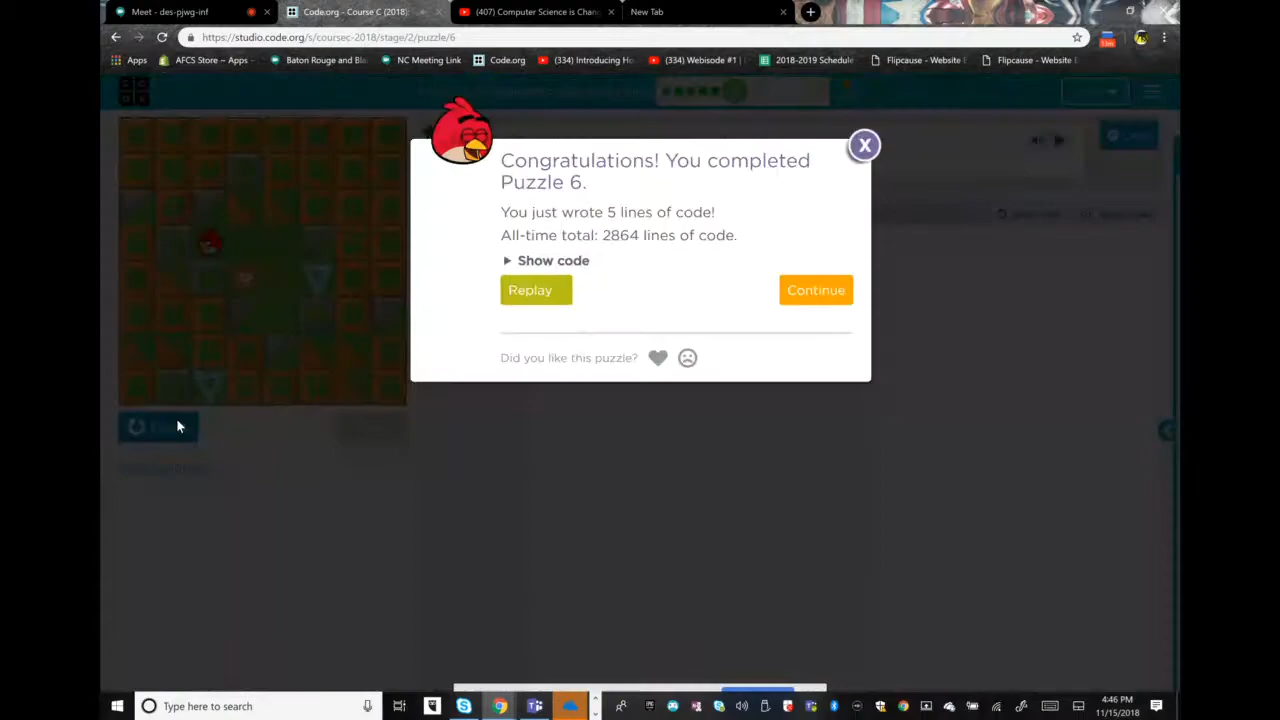 Meet - des-pjwg-inf
Code.org - Course C (2018):
(407) Computer Science is Chan
New Tab
https://studio.code.org/s/coursec-2018/stage/2/puzzle/6
Apps
AFCS Store ~ Apps -
Baton Rouge and Bla
NC Meeting Link
Code.org
(334) Introducing Ho
(334) Webisode #1 |
2018-2019 Schedule
Flipcause - Website E
Flipcause - Website E
Congratulations! You completed
Puzzle 6.
You just wrote 5 lines of code!
All-time total: 2864 lines of code.
Show code
Replay
Continue
Did you like this puzzle?
Type here to search
4:46 PM
11/15/2018